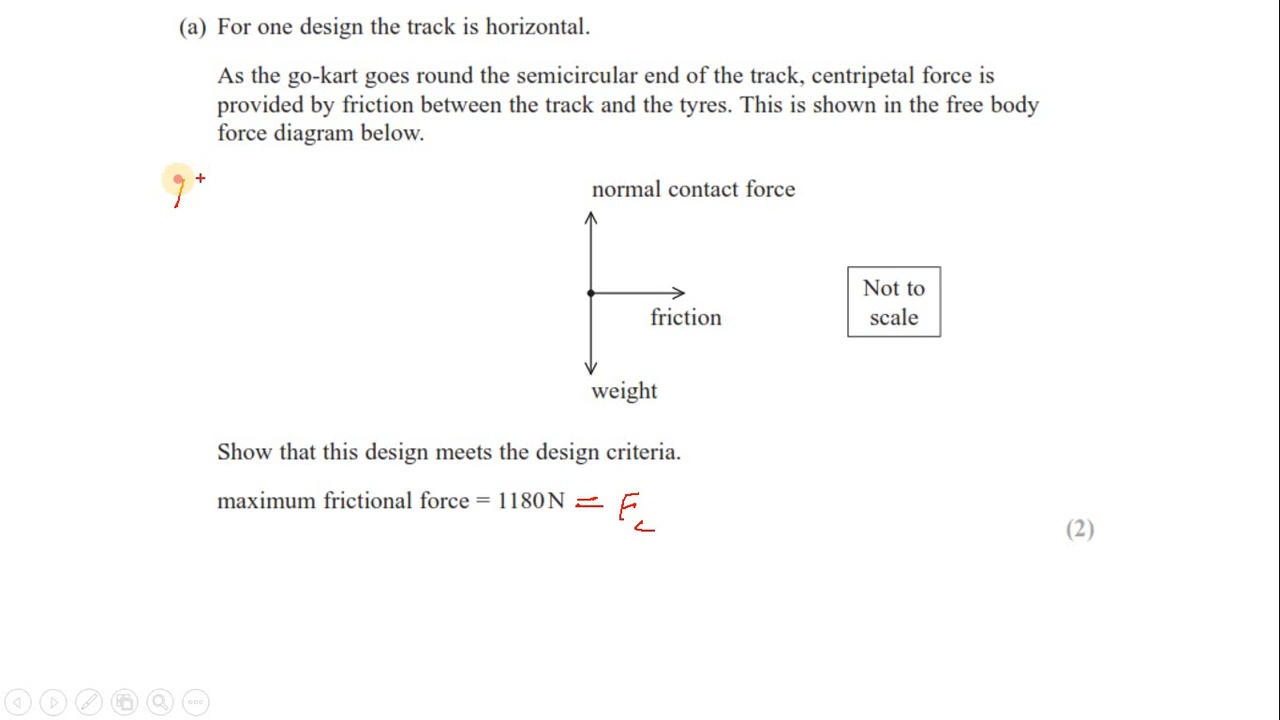 (a) For one design the track is horizontal.
As the go-kart goes round the semicircular end of the track, centripetal force is
provided by friction between the track and the tyres. This is shown in the free body
force diagram below.
normal contact force
Not to
scale
friction
weight
Show that this design meets the design criteria.
maximum frictional force = 1180 N = Fc
(2)